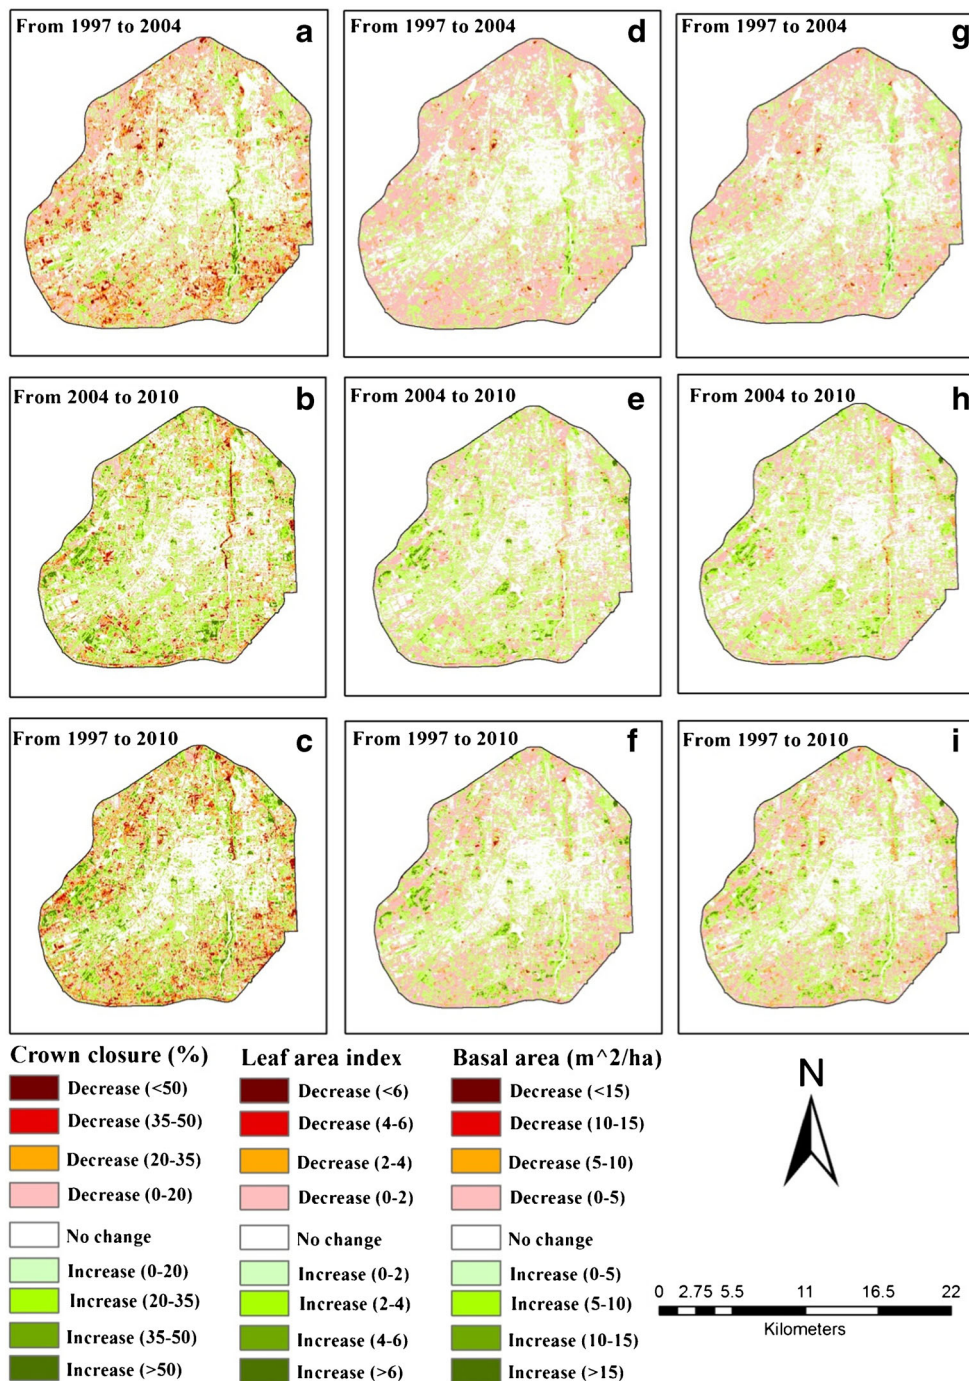 From 1997 to 2004 a
From 1997 to 2004 d
From 1997 to 2004 g
From 2004 to 2010 b
From 2004 to 2010 e
From 2004 to 2010 h
From 1997 to 2010 c
From 1997 to 2010 f
From 1997 to 2010 i
Crown closure (%)
Decrease (<50)
Decrease (35-50)
Decrease (20-35)
Decrease (0-20)
No change
Increase (0-20)
Increase (20-35)
Increase (35-50)
Increase (>50)
Leaf area index
Decrease (<6)
Decrease (4-6)
Decrease (2-4)
Decrease (0-2)
No change
Increase (0-2)
Increase (2-4)
Increase (4-6)
Increase (>6)
Basal area (m^2/ha)
Decrease (<15)
Decrease (10-15)
Decrease (5-10)
Decrease (0-5)
No change
Increase (0-5)
Increase (5-10)
Increase (10-15)
Increase (>15)
N
0 2.75 5.5 11 16.5 22
Kilometers